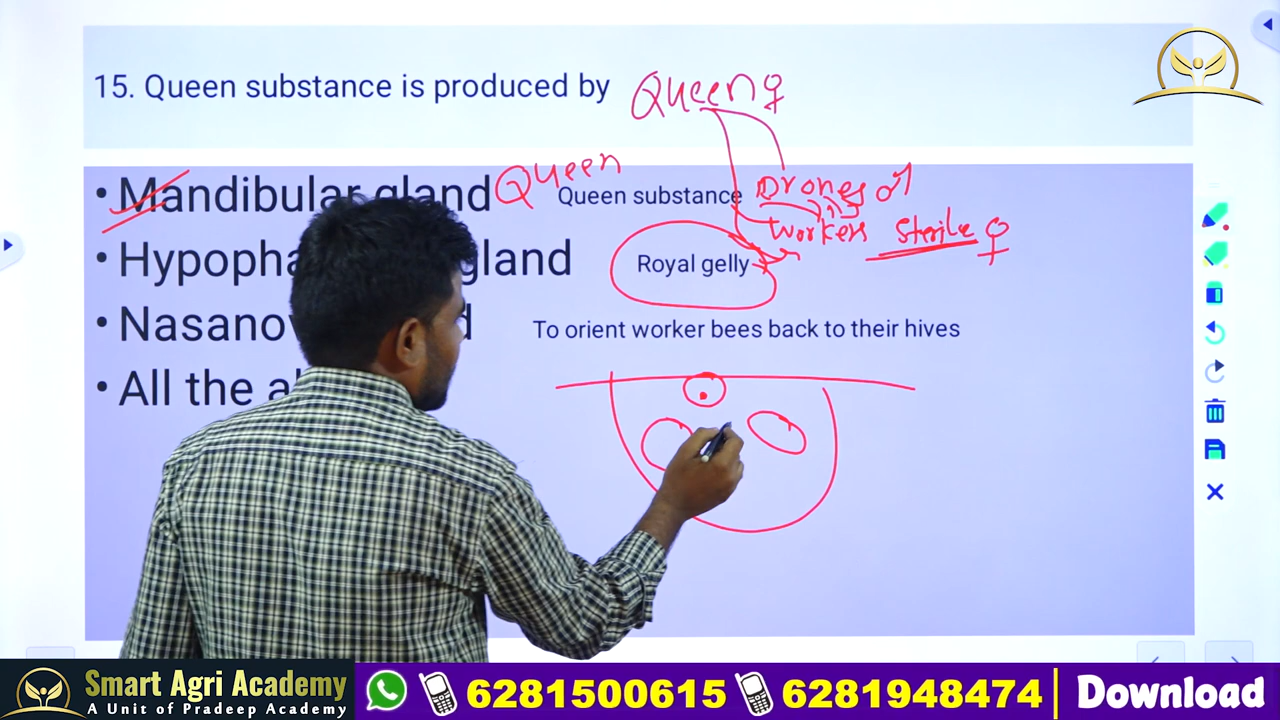 15. Queen substance is produced by
Queen ♀
• Mandibular gland
Queen
Queen substance
Drones ♂
Workers Sterile ♀
gland
Royal gelly
• Nasano
To orient worker bees back to their hives
• All the
Smart Agri Academy
A Unit of Pradeep Academy
6281500615
6281948474
Download